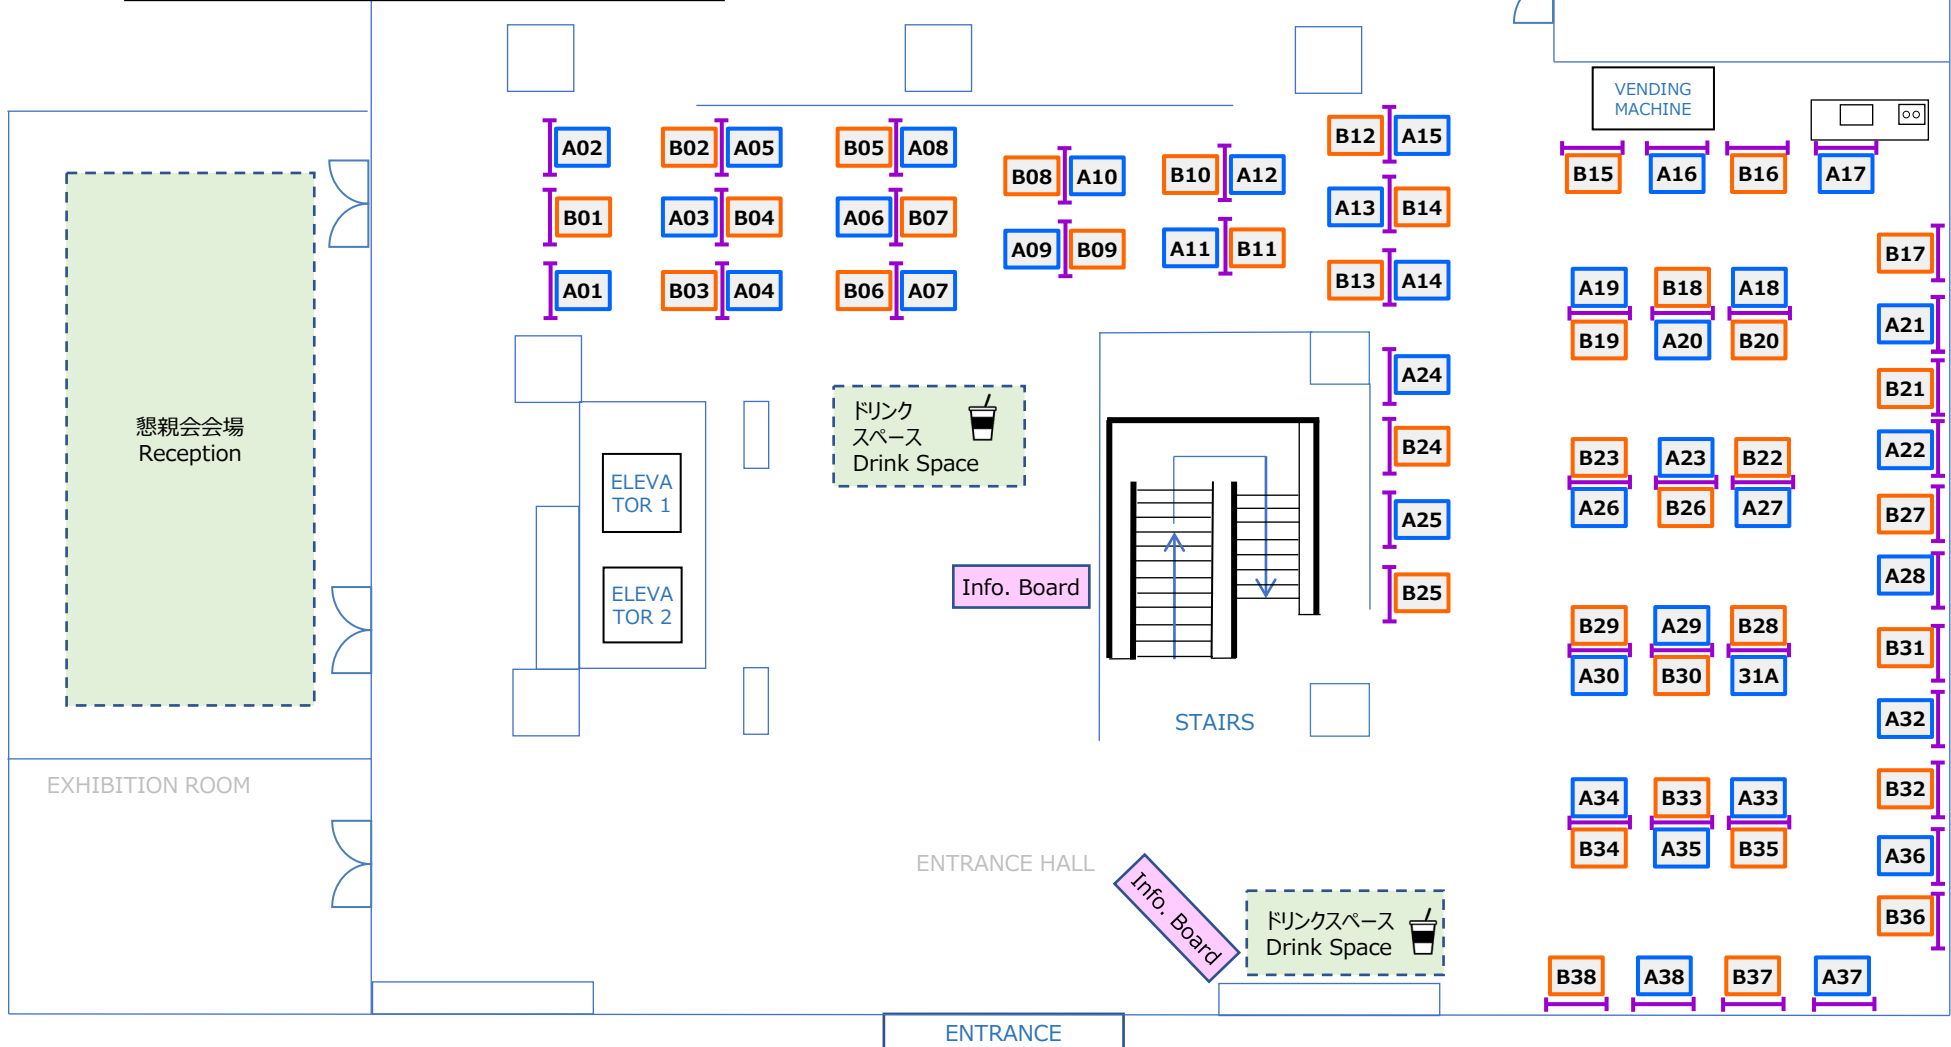 VENDING
MACHINE
A02
B02
A05
B05
A08
B12
A15
B08
A10
B10
A12
B15
A16
B16
A17
B01
A03
B04
A06
B07
A13
B14
A09
B09
A11
B11
B17
A01
B03
A04
B06
A07
B13
A14
A19
B18
A18
B19
A20
B20
A21
A24
B21
ドリンク
スペース
Drink Space
懇親会会場
Reception
B24
B23
A23
B22
A22
ELEVA
TOR 1
A26
B26
A27
B27
A25
Info. Board
ELEVA
TOR 2
B25
A28
B29
A29
B28
A30
B30
31A
B31
STAIRS
A32
EXHIBITION ROOM
A34
B33
A33
B32
B34
A35
B35
A36
ENTRANCE HALL
Info. Board
ドリンクスペース
Drink Space
B36
B38
A38
B37
A37
ENTRANCE